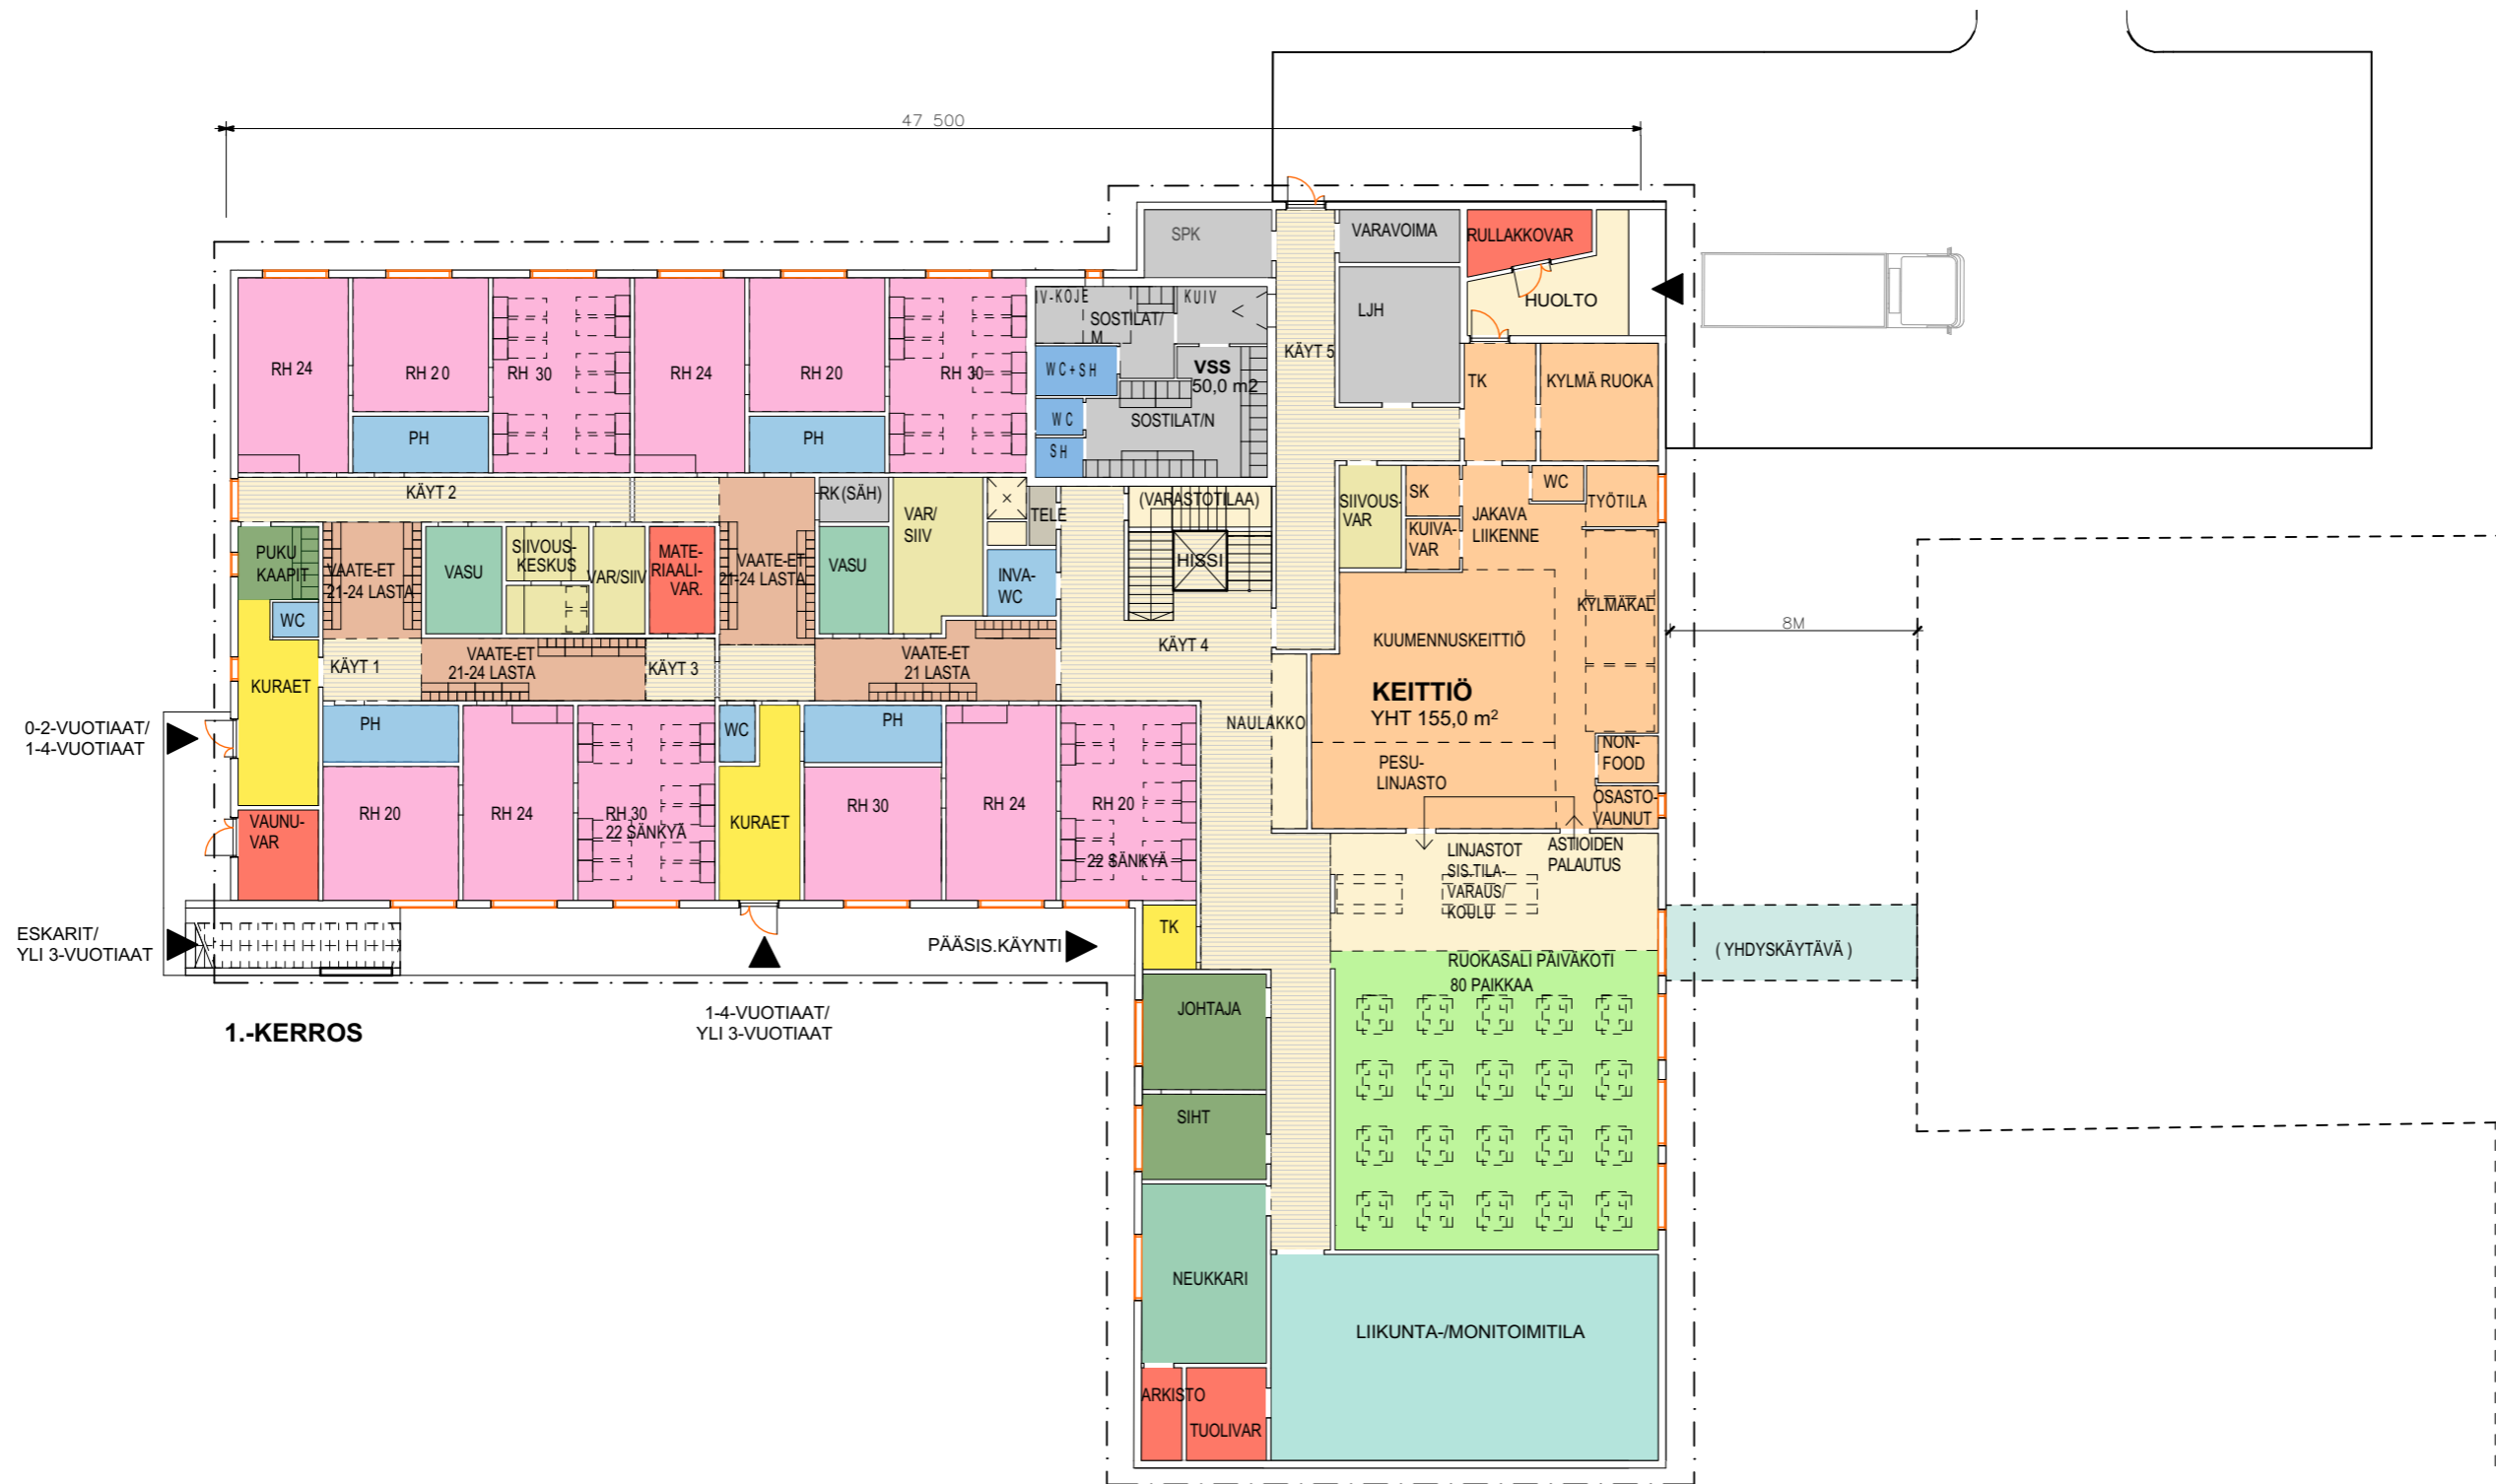 47 500
SPK
VARAVOIMA
RULLAKKOVAR
HUOLTO
IV-KOJE
KUIV
SOSTILAT/
M
LJH
KÄYT 5
RH 24
RH 20
RH 30
RH 24
RH 20
RH 30
WC+SH
VSS
50,0 m2
TK
KYLMÄ RUOKA
PH
PH
WC
SOSTILAT/N
SH
KÄYT 2
RK(SÄH)
VAR/
SIIV
TELE
(VARASTOTILAA)
SIIVOUS-
VAR
SK
KUIVA-
VAR
JAKAVA
LIIKENNE
WC
TYÖTILA
PUKU
KAAPIT
VAATE-ET
21-24 LASTA
VASU
SIIVOUS-
KESKUS
VAR/SIIV
MATE-
RIAALI-
VAR.
VAATE-ET
21-24 LASTA
VASU
INVA-
WC
HISSI
WC
KYLMÄKAL
KUUMENNUSKEITTIÖ
8M
KÄYT 1
VAATE-ET
21-24 LASTA
KÄYT 3
VAATE-ET
21 LASTA
KÄYT 4
KURAET
KEITTIÖ
YHT 155,0 m²
NAULAKKO
0-2-VUOTIAAT/
1-4-VUOTIAAT
PH
WC
PH
NON-
FOOD
PESU-
LINJASTO
OSASTO-
VAUNUT
VAUNU-
VAR
RH 20
RH 24
RH 30
22 SÄNKYÄ
KURAET
RH 30
RH 24
RH 20
22 SÄNKYÄ
LINJASTOT
SIS.TILA-
VARAUS/
KOULU
ASTIOIDEN
PALAUTUS
ESKARIT/
YLI 3-VUOTIAAT
PÄÄSIS.KÄYNTI
TK
( YHDYSKÄYTÄVÄ )
RUOKASALI PÄIVÄKOTI
80 PAIKKAA
1.-KERROS
1-4-VUOTIAAT/
YLI 3-VUOTIAAT
JOHTAJA
SIHT
NEUKKARI
LIIKUNTA-/MONITOIMITILA
ARKISTO
TUOLIVAR